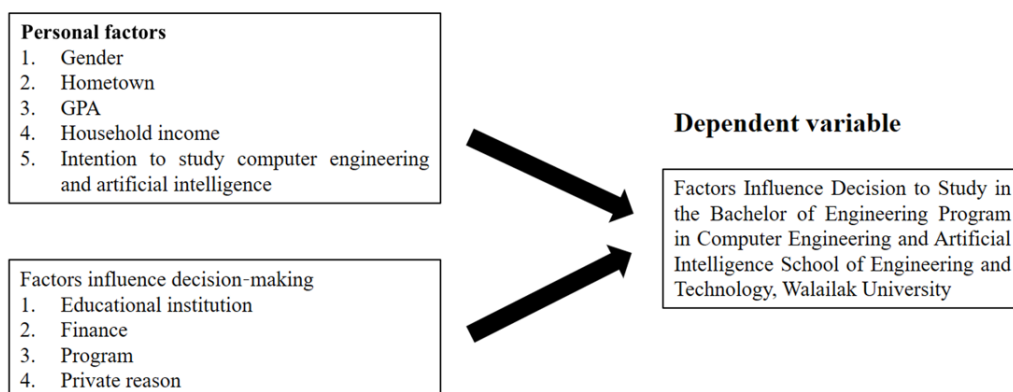 Personal factors
1. Gender
2. Hometown
3. GPA
4. Household income
5. Intention to study computer engineering
and artificial intelligence
Factors influence decision-making
1. Educational institution
2. Finance
3. Program
4. Private reason
Dependent variable
Factors Influence Decision to Study in
the Bachelor of Engineering Program
in Computer Engineering and Artificial
Intelligence School of Engineering and
Technology, Walailak University